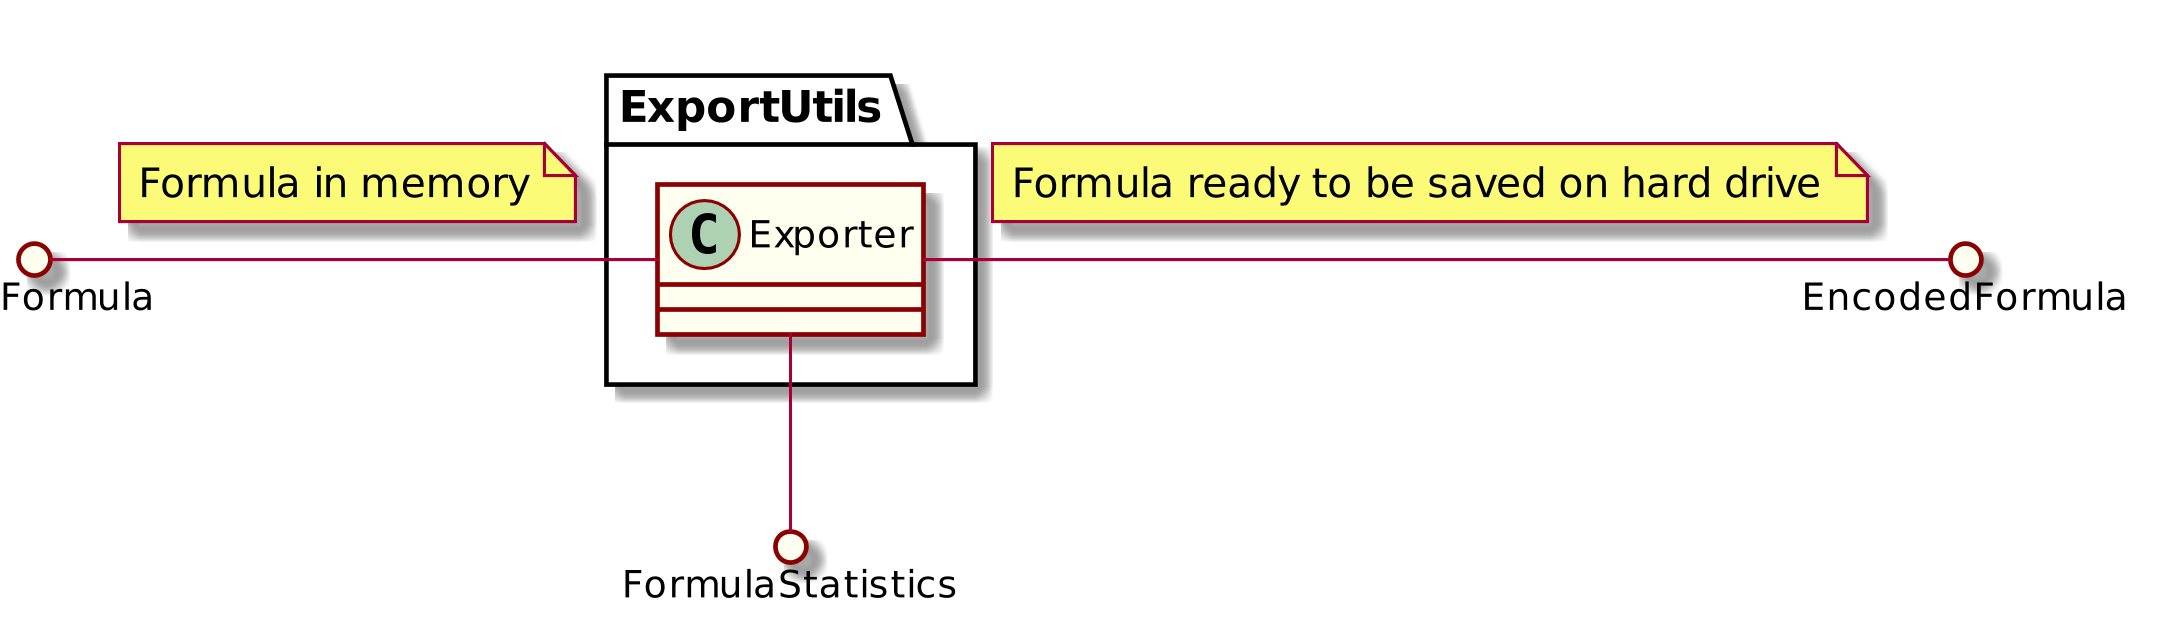 ExportUtils
Formula in memory
Formula ready to be saved on hard drive
C Exporter
Formula
EncodedFormula
FormulaStatistics